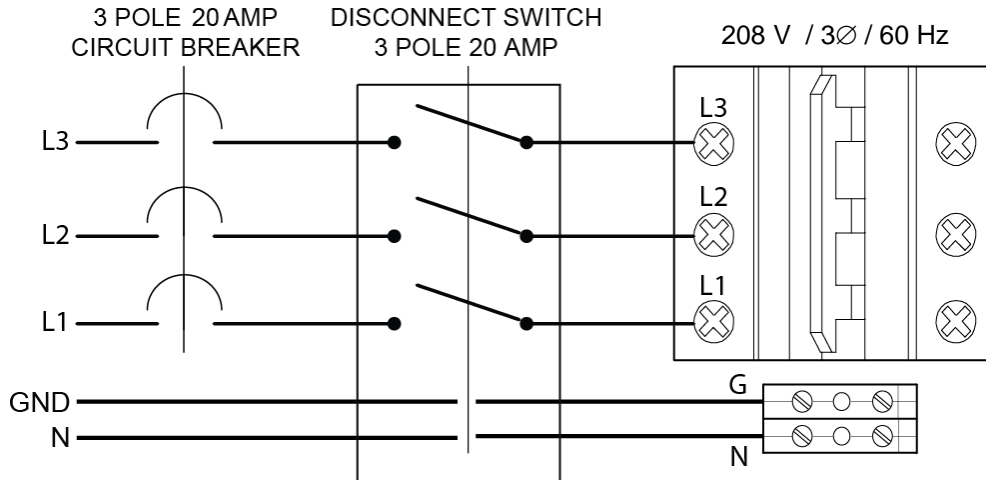 3 POLE 20 AMP
CIRCUIT BREAKER
DISCONNECT SWITCH
3 POLE 20 AMP
208 V / 3∅ / 60 Hz
L3
L3
L2
L2
L1
L1
GND
G
N
N